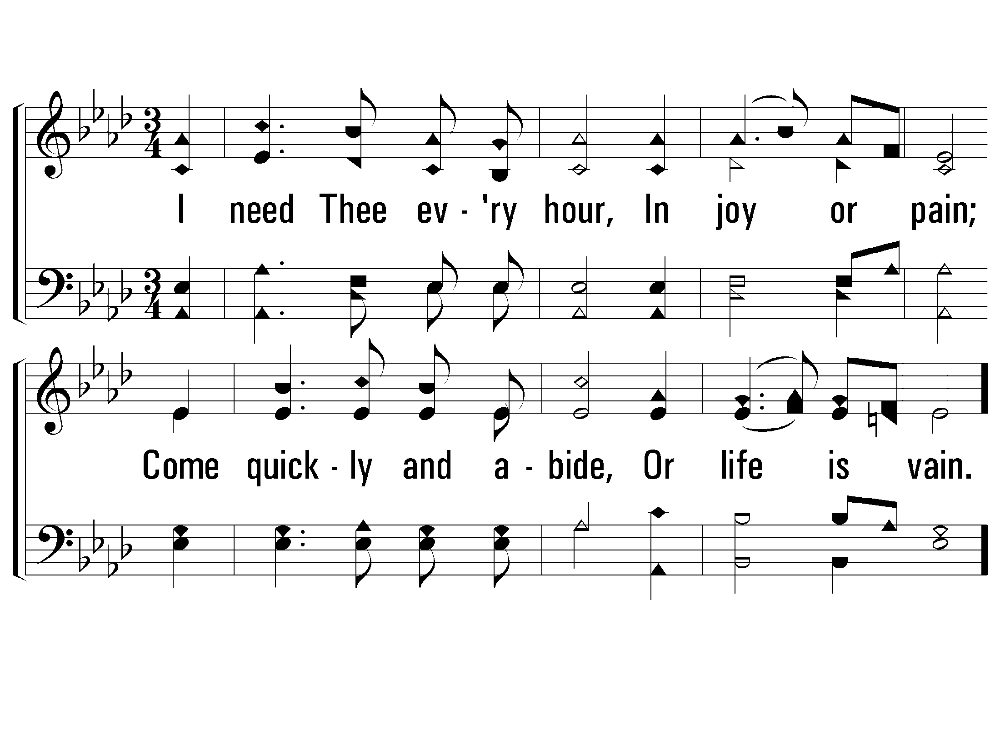 I need Thee ev - 'ry hour, In joy or pain;
Come quick - ly and a - bide, Or life is vain.